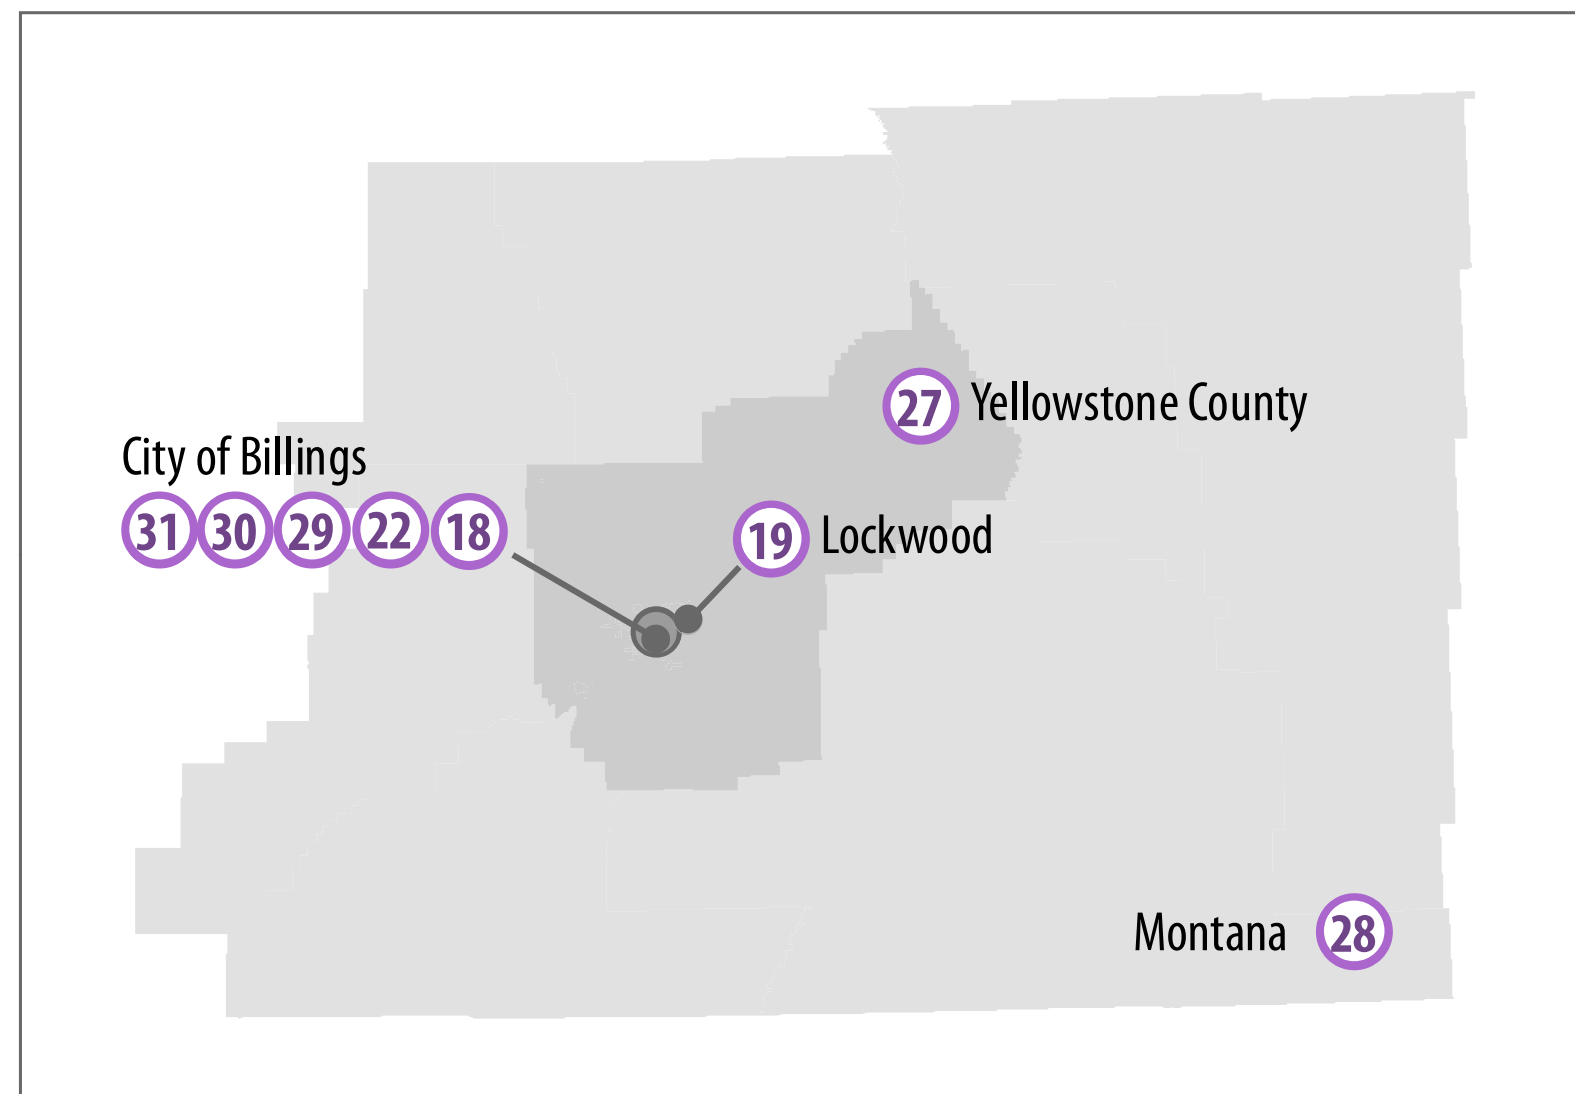 27 Yellowstone County
City of Billings
31 30 29 22 18
19 Lockwood
Montana 28